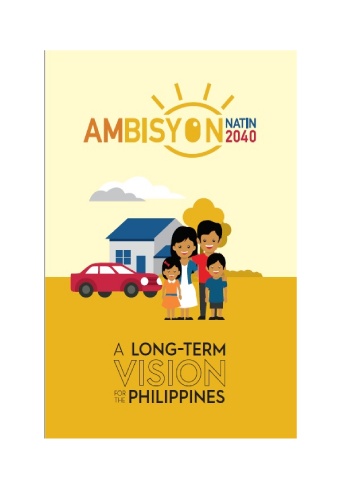 AMBISYON NATIN
2040
A LONG-TERM
VISION
FOR THE PHILIPPINES